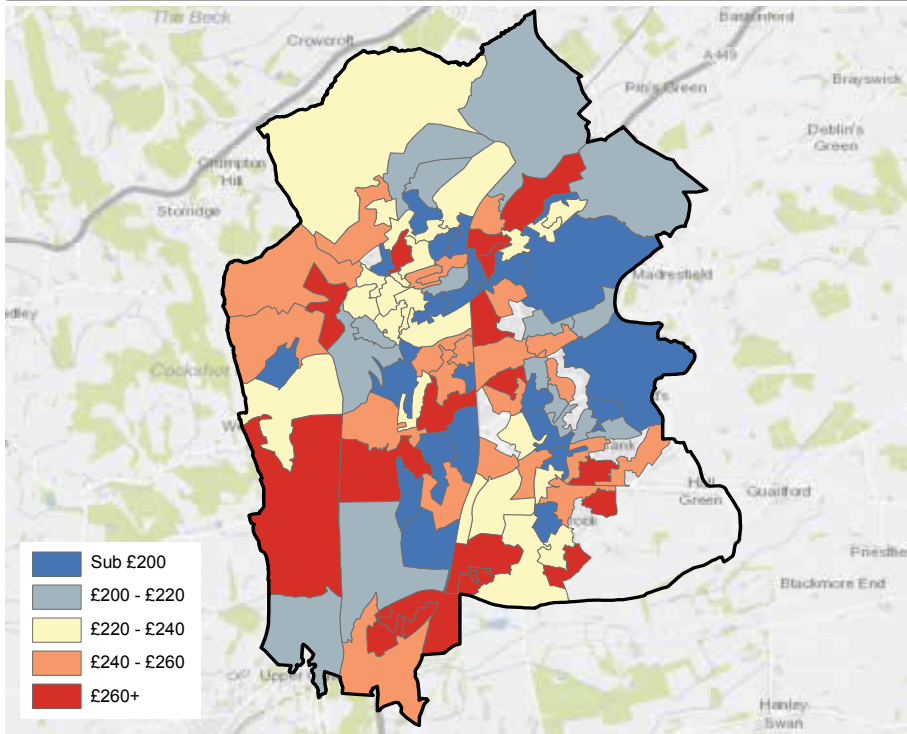 The Beck
Bastonford
Crowcroft
A449
Pin's Green
Brayswick
Deblin's
Green
Crumpton
Hill
Storridge
Madresfield
Cockshot
Hall
Green
Guarlford
Blackmore End
Hanley
Swan
Sub £200
£200 - £220
£220 - £240
£240 - £260
£260+